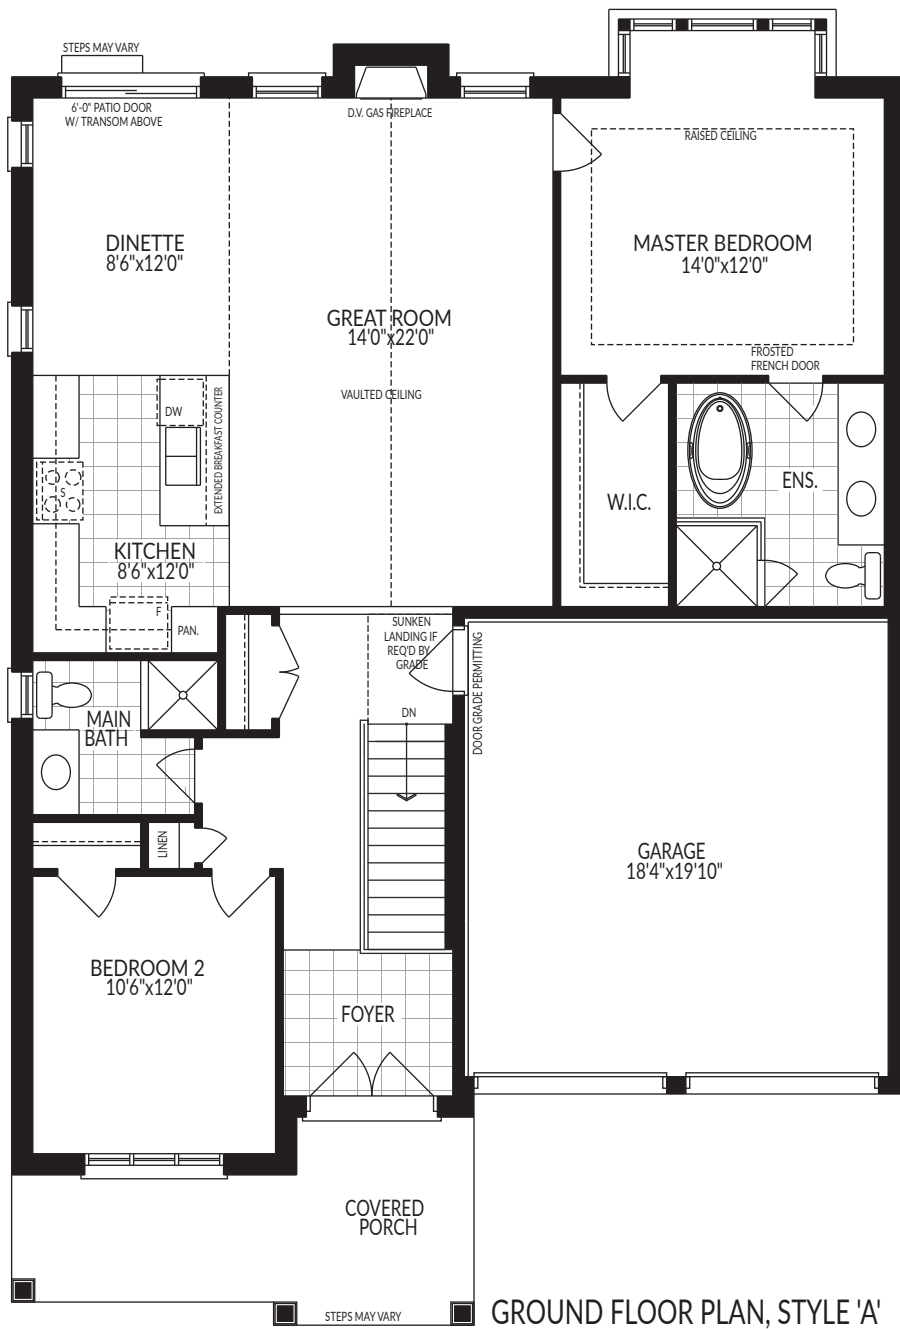 STEPS MAY VARY
6'-0" PATIO DOOR
W/ TRANSOM ABOVE
D.V. GAS FIREPLACE
RAISED CEILING
DINETTE
8'6"x12'0"
MASTER BEDROOM
14'0"x12'0"
GREAT ROOM
14'0"x22'0"
VAULTED CEILING
FROSTED
FRENCH DOOR
DW
EXTENDED BREAKFAST COUNTER
S
W.I.C.
ENS.
KITCHEN
8'6"x12'0"
F
PAN.
SUNKEN
LANDING IF
REQ'D BY
GRADE
DOOR GRADE PERMITTING
DN
MAIN
BATH
LINEN
GARAGE
18'4"x19'10"
BEDROOM 2
10'6"x12'0"
FOYER
COVERED
PORCH
STEPS MAY VARY
GROUND FLOOR PLAN, STYLE 'A'